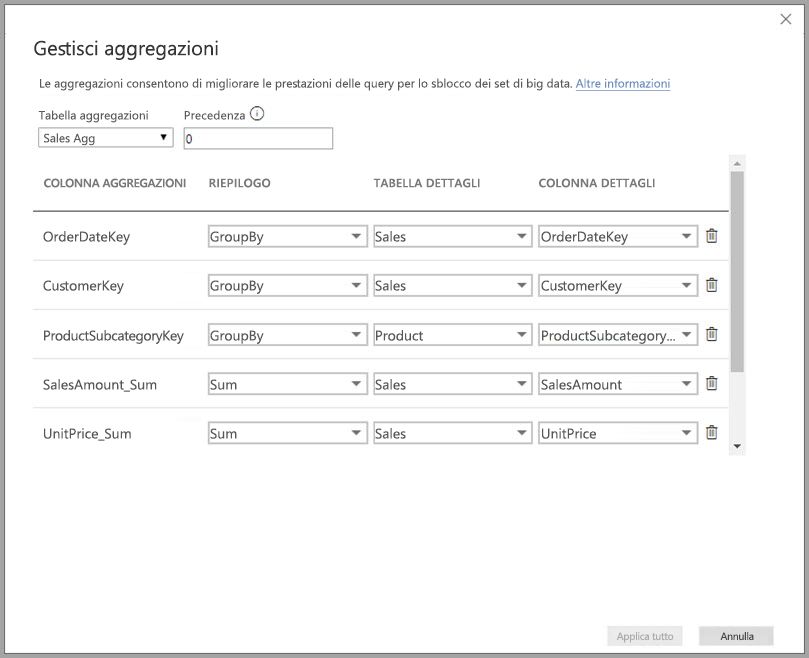 Gestisci aggregazioni
Le aggregazioni consentono di migliorare le prestazioni delle query per lo sblocco dei set di big data. Altre informazioni
Tabella aggregazioni Precedenza
Sales Agg 0
COLONNA AGGREGAZIONI RIEPILOGO TABELLA DETTAGLI COLONNA DETTAGLI
OrderDateKey GroupBy Sales OrderDateKey
CustomerKey GroupBy Sales CustomerKey
ProductSubcategoryKey GroupBy Product ProductSubcategory...
SalesAmount_Sum Sum Sales SalesAmount
UnitPrice_Sum Sum Sales UnitPrice
Applica tutto Annulla